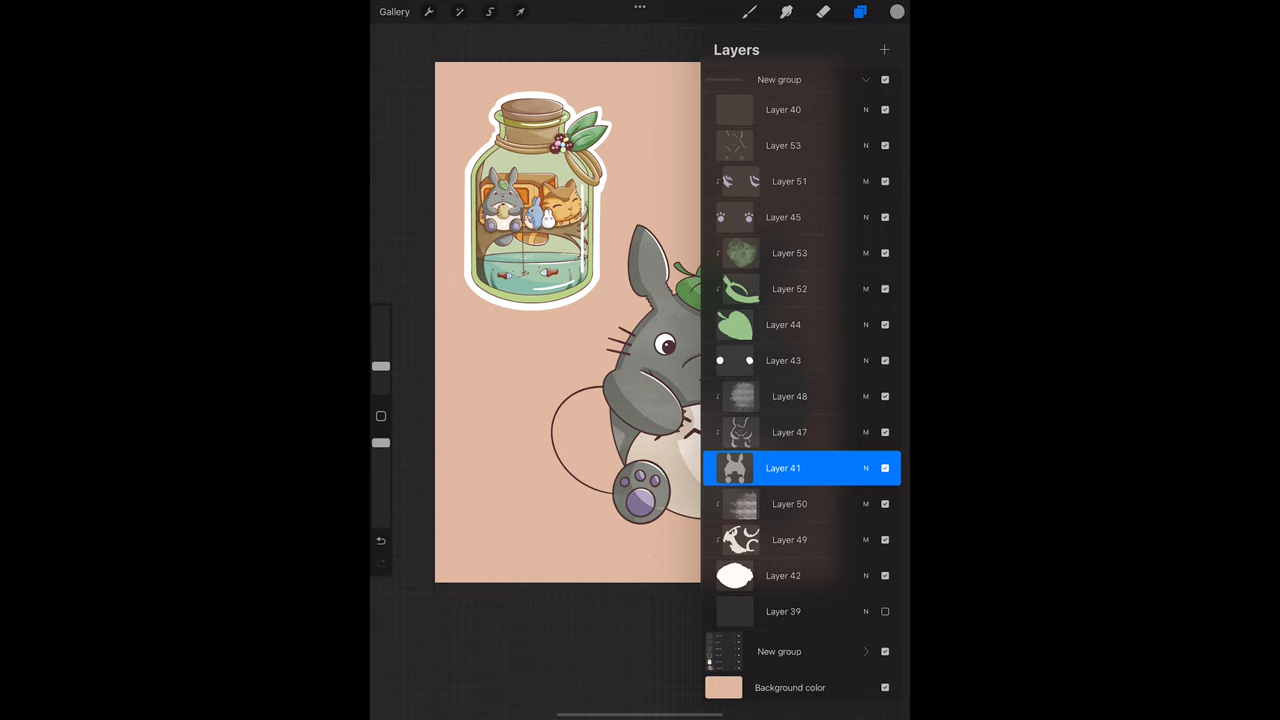 Gallery
Layers
New group
Layer 40 N
Layer 53 N
Layer 51 M
Layer 45 N
Layer 53 M
Layer 52 M
Layer 44 N
Layer 43 N
Layer 48 M
Layer 47 M
Layer 41 N
Layer 50 M
Layer 49 M
Layer 42 N
Layer 39 N
New group
Background color